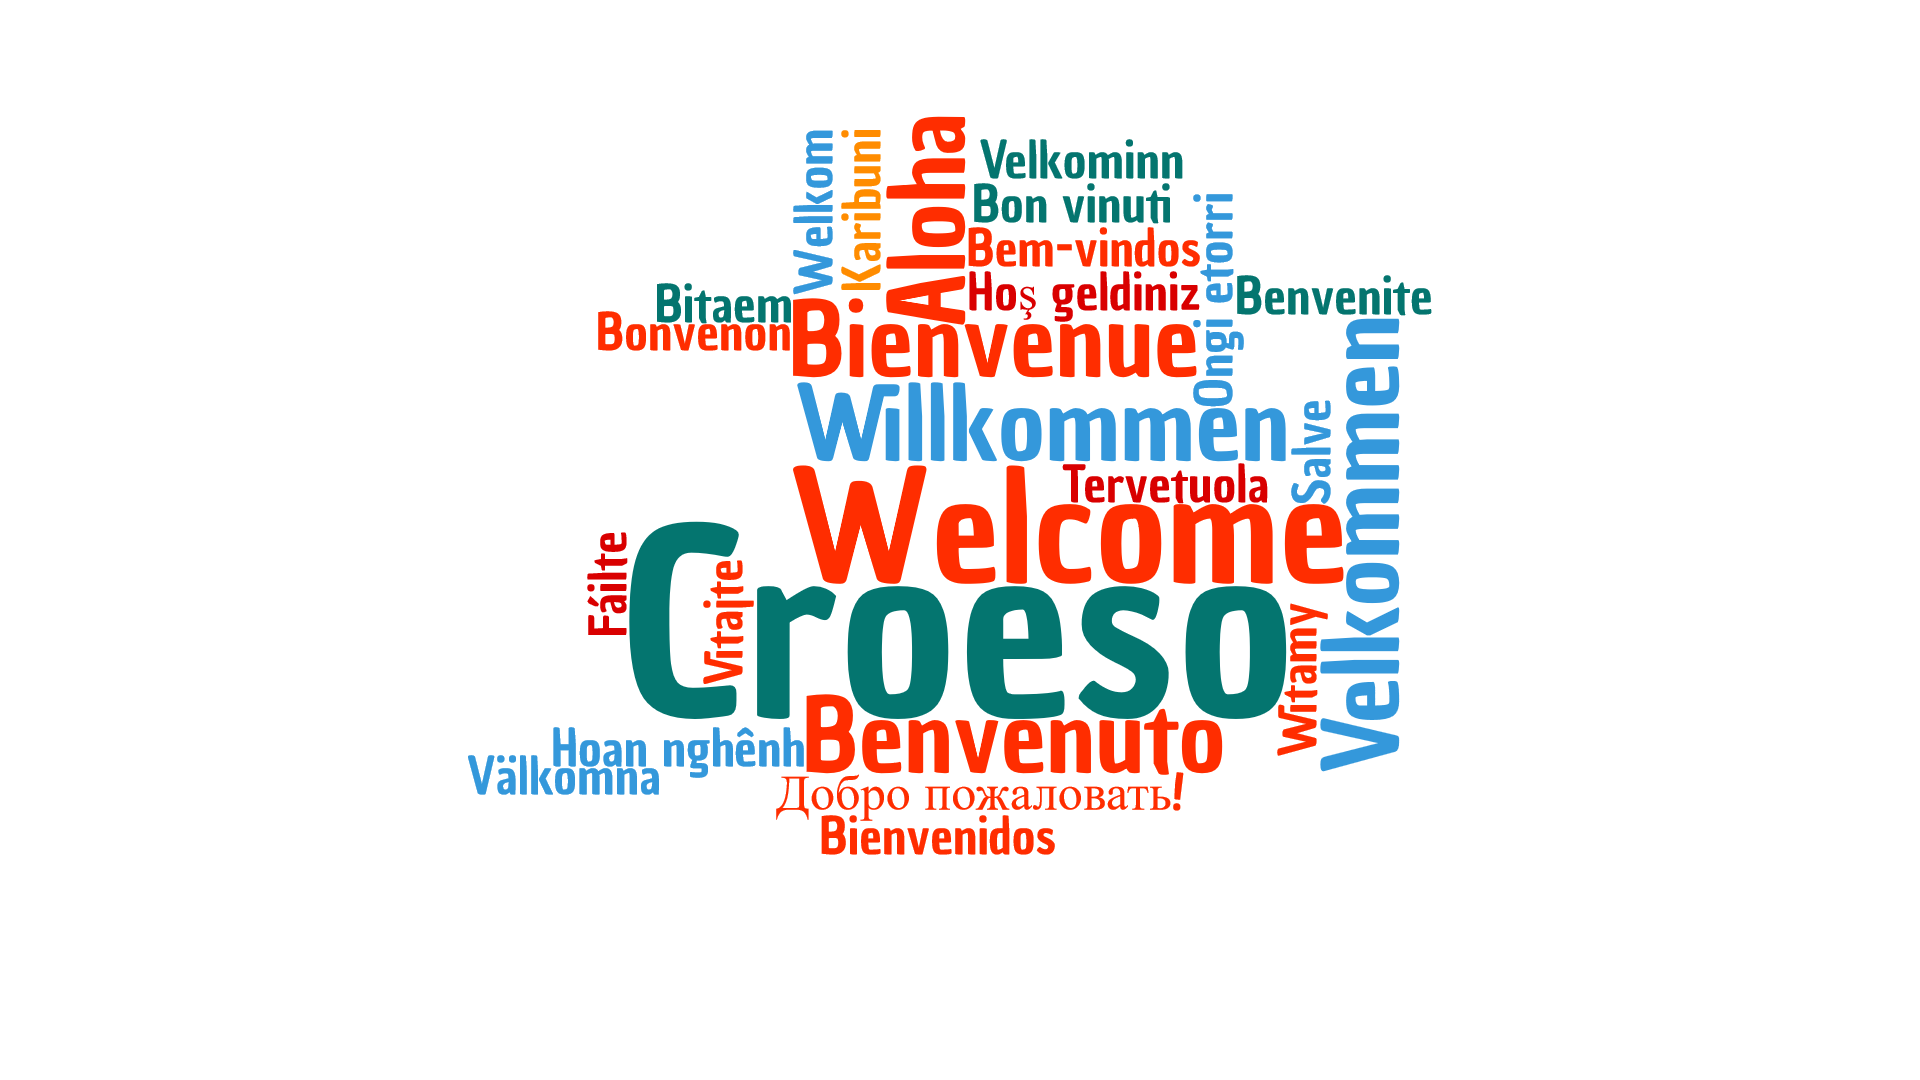 Welkom
Karibuni
Aloha
Velkominn
Bon vinuti
Bem-vindos
Hoş geldiniz
Ongi etorri
Benvenite
Bitaem
Bonvenon
Bienvenue
Willkommen
Salve
Velkommen
Tervetuola
Welcome
Fáilte
Vitajte
Croeso
Witamy
Benvenuto
Hoan nghênh
Välkomna
Добро пожаловать!
Bienvenidos